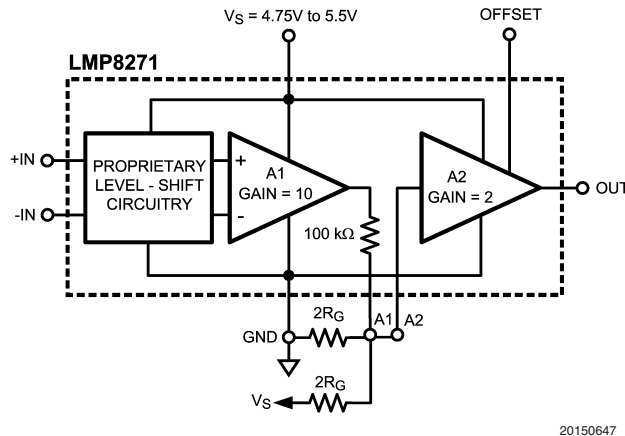 V_S = 4.75V to 5.5V
OFFSET
LMP8271
+IN
-IN
PROPRIETARY
LEVEL - SHIFT
CIRCUITRY
+
A1
GAIN = 10
-
A2
GAIN = 2
OUT
100 kΩ
2R_G
A1
A2
GND
2R_G
V_S
20150647